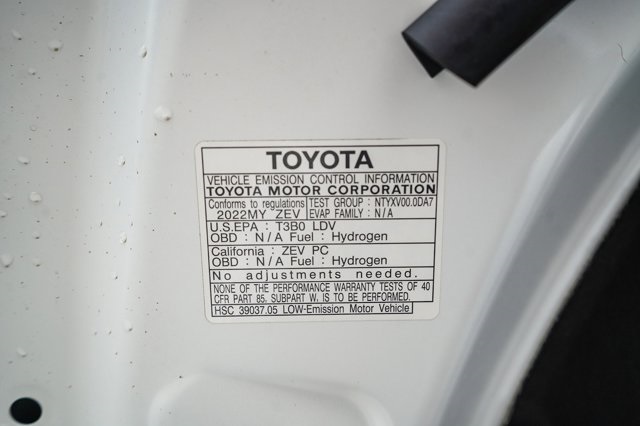 TOYOTA
VEHICLE EMISSION CONTROL INFORMATION
TOYOTA MOTOR CORPORATION
Conforms to regulations TEST GROUP : NTYXV00.0DA7
2022MY ZEV EVAP FAMILY : N/A
U.S.EPA : T3B0 LDV
OBD : N/A Fuel : Hydrogen
California : ZEV PC
OBD : N/A Fuel : Hydrogen
No adjustments needed.
NONE OF THE PERFORMANCE WARRANTY TESTS OF 40
CFR PART 85, SUBPART W, IS TO BE PERFORMED.
HSC 39037.05 LOW-Emission Motor Vehicle